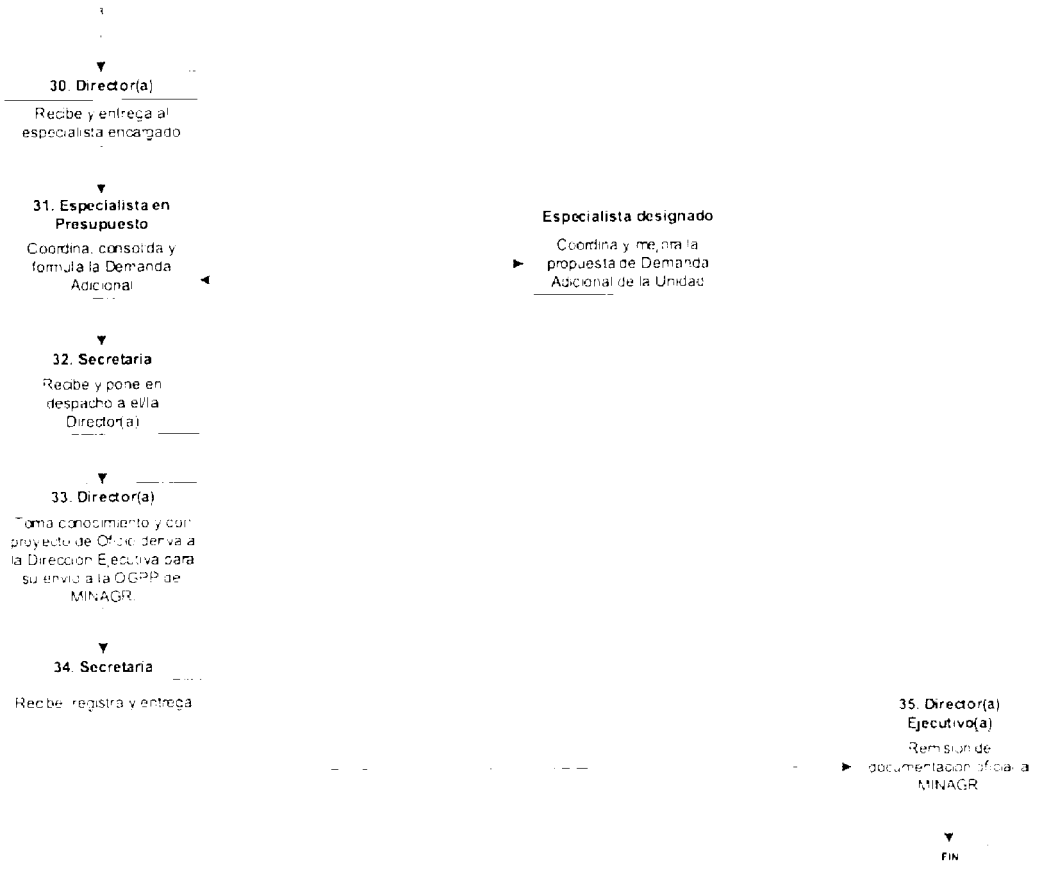 30. Director(a)
Recibe y entrega al
especialista encargado
31. Especialista en
Presupuesto
Coordina, consolida y
formula la Demanda
Adicional
Especialista designado
Coordina y mejora la
propuesta de Demanda
Adicional de la Unidad
32. Secretaria
Recibe y pone en
despacho a el/la
Director(a)
33. Director(a)
Toma conocimiento y con
proyecto de Oficio deriva a
la Dirección Ejecutiva para
su envio a la OGPP de
MINAGRI.
34. Secretaria
Recibe, registra y entrega
35. Director(a)
Ejecutivo(a)
Remisión de
documentación oficial a
MINAGRI
FIN